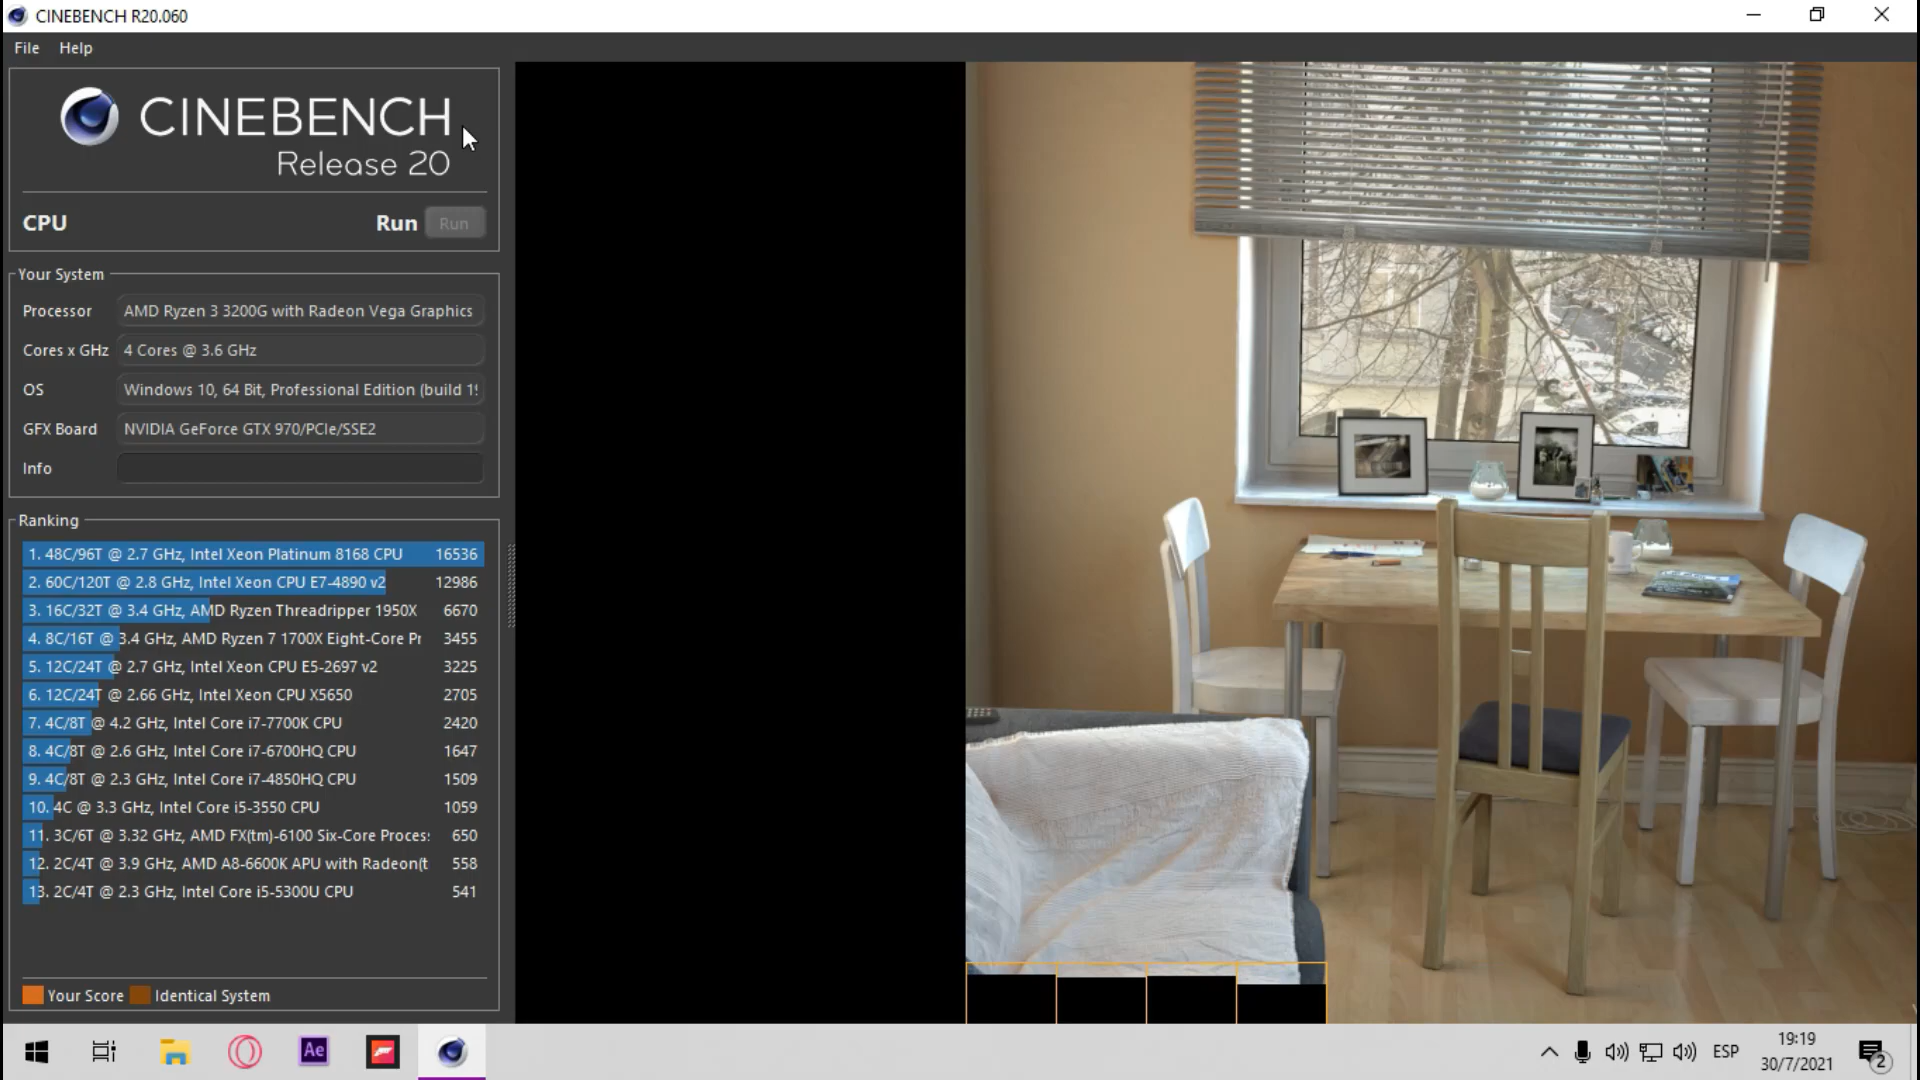 CINEBENCH R20.060
File Help
CINEBENCH
Release 20
CPU Run Run
Your System
Processor AMD Ryzen 3 3200G with Radeon Vega Graphics
Cores x GHz 4 Cores @ 3.6 GHz
OS Windows 10, 64 Bit, Professional Edition (build 19
GFX Board NVIDIA GeForce GTX 970/PCIe/SSE2
Info
Ranking
1. 48C/96T @ 2.7 GHz, Intel Xeon Platinum 8168 CPU 16536
2. 60C/120T @ 2.8 GHz, Intel Xeon CPU E7-4890 v2 12986
3. 16C/32T @ 3.4 GHz, AMD Ryzen Threadripper 1950X 6670
4. 8C/16T @ 3.4 GHz, AMD Ryzen 7 1700X Eight-Core Pr 3455
5. 12C/24T @ 2.7 GHz, Intel Xeon CPU E5-2697 v2 3225
6. 12C/24T @ 2.66 GHz, Intel Xeon CPU X5650 2705
7. 4C/8T @ 4.2 GHz, Intel Core i7-7700K CPU 2420
8. 4C/8T @ 2.6 GHz, Intel Core i7-6700HQ CPU 1647
9. 4C/8T @ 2.3 GHz, Intel Core i7-4850HQ CPU 1509
10. 4C @ 3.3 GHz, Intel Core i5-3550 CPU 1059
11. 3C/6T @ 3.32 GHz, AMD FX(tm)-6100 Six-Core Proces 650
12. 2C/4T @ 3.9 GHz, AMD A8-6600K APU with Radeon(t 558
13. 2C/4T @ 2.3 GHz, Intel Core i5-5300U CPU 541
Your Score Identical System
Ae
ESP
19:19
30/7/2021
2